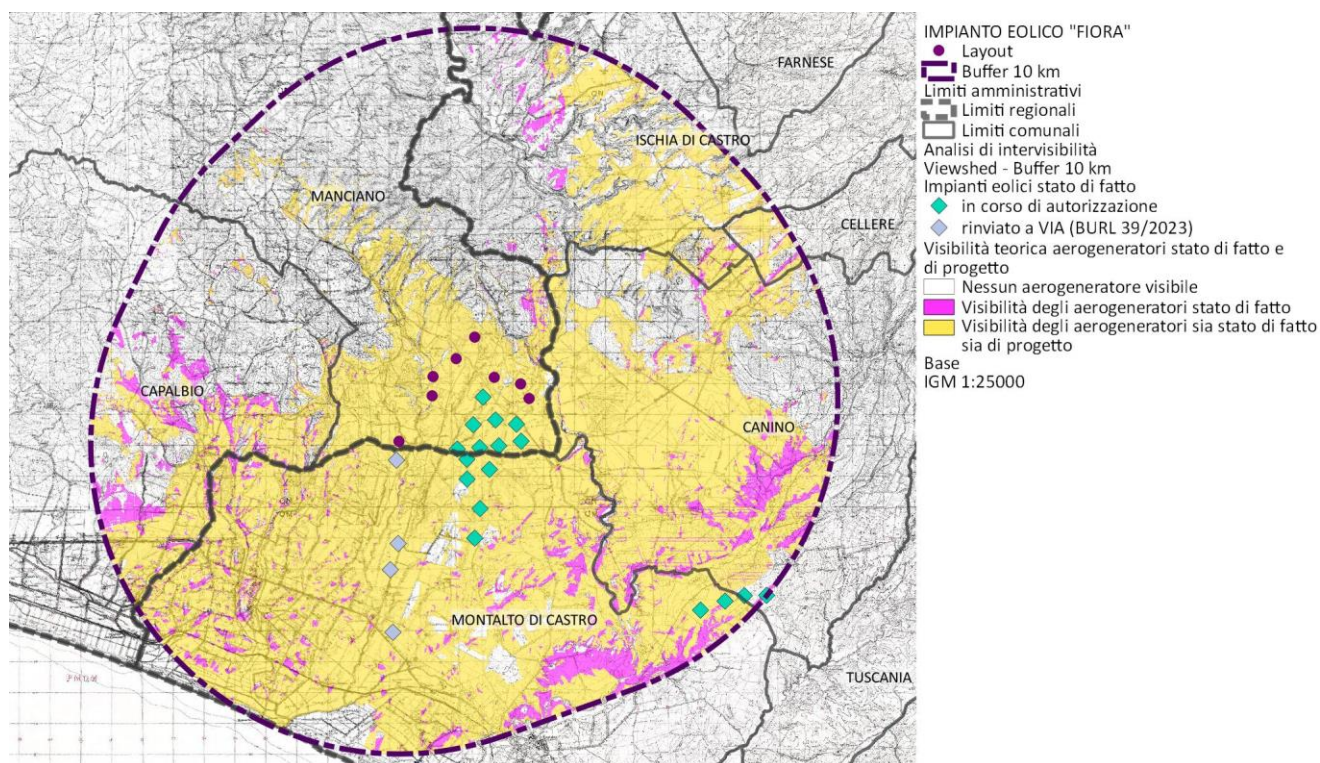 FARNESE
ISCHIA DI CASTRO
MANCIANO
CELLERE
CAPALBIO
CANINO
MONTALTO DI CASTRO
TUSCANIA
IMPIANTO EOLICO "FIORA"
Layout
Buffer 10 km
Limiti amministrativi
Limiti regionali
Limiti comunali
Analisi di intervisibilità
Viewshed - Buffer 10 km
Impianti eolici stato di fatto
in corso di autorizzazione
rinviato a VIA (BURL 39/2023)
Visibilità teorica aerogeneratori stato di fatto e
di progetto
Nessun aerogeneratore visibile
Visibilità degli aerogeneratori stato di fatto
Visibilità degli aerogeneratori sia stato di fatto
sia di progetto
Base
IGM 1:25000